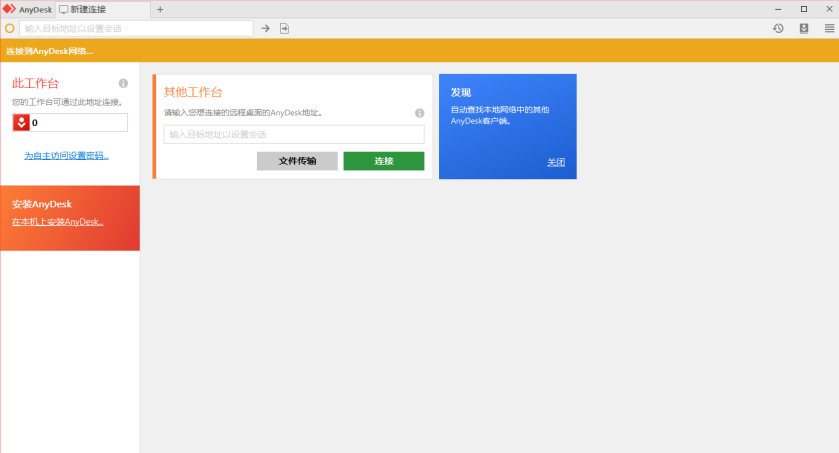 AnyDesk 新建连接 +
输入目标地址以设置会话
连接到AnyDesk网络...
此工作台
您的工作台可通过此地址连接。
0
为自主访问设置密码...
安装AnyDesk
在本机上安装AnyDesk...
其他工作台
请输入您想连接的远程桌面的AnyDesk地址。
输入目标地址以设置会话
文件传输 连接
发现
自动查找本地网络中的其他
AnyDesk客户端。
关闭